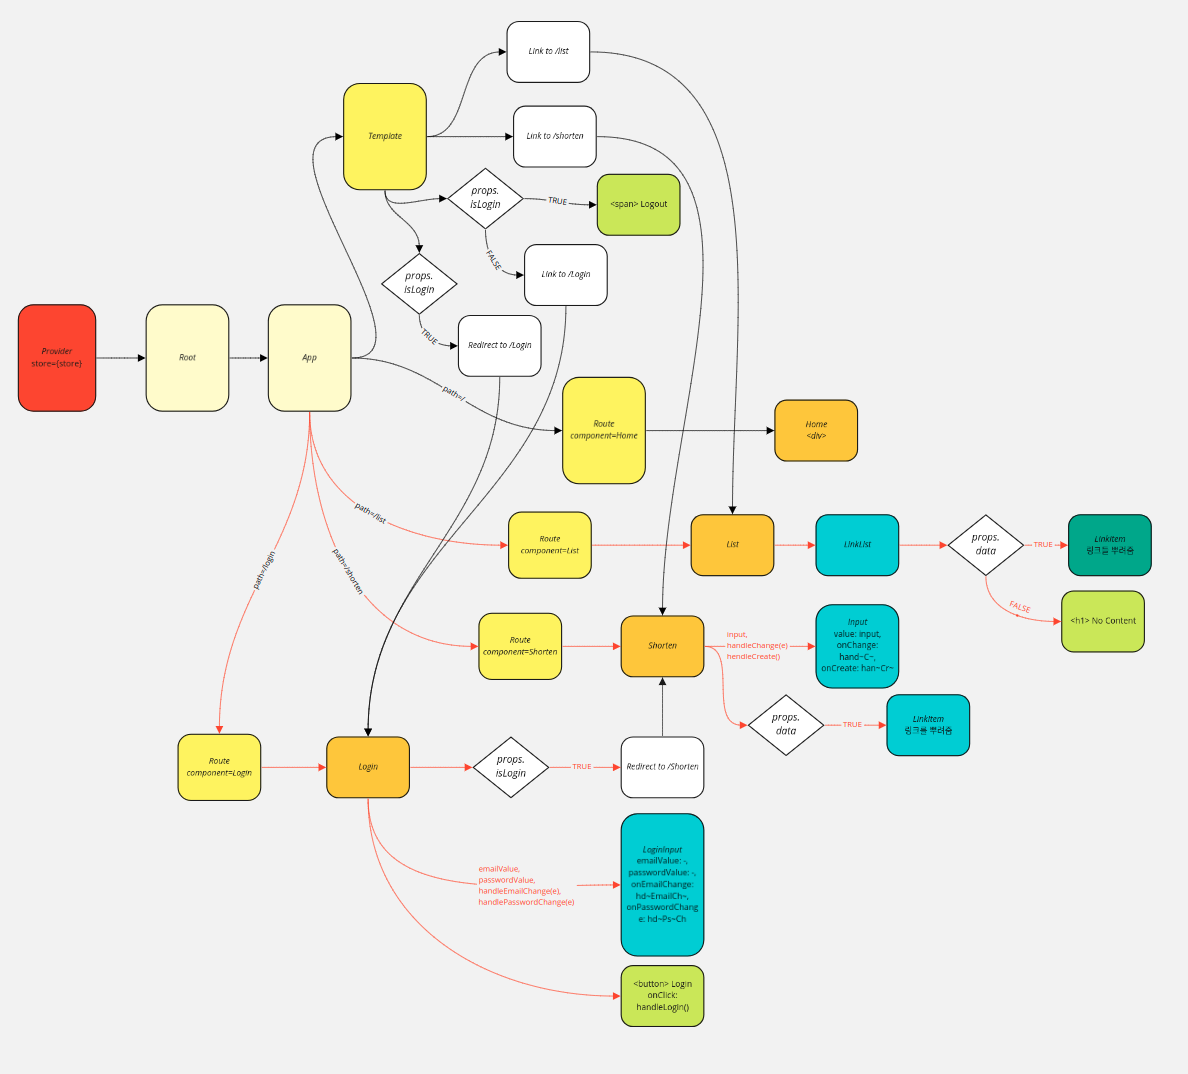 Link to /list
Template
Link to /shorten
props.
isLogin
TRUE
<span> Logout
FALSE
Link to /Login
props.
isLogin
TRUE
Redirect to /Login
Provider
store={store}
Root
App
path=/
Route
component=Home
Home
<div>
path=/list
Route
component=List
List
LinkList
props.
data
TRUE
LinkItem
링크들 뿌려줌
FALSE
<h1> No Content
path=/login
path=/shorten
Route
component=Shorten
Shorten
input,
handleChange(e)
hendleCreate()
Input
value: input,
onChange:
hand~C~,
onCreate: han~Cr~
props.
data
TRUE
LinkItem
링크들 뿌려줌
Route
component=Login
Login
props.
isLogin
TRUE
Redirect to /Shorten
emailValue,
passwordValue,
handleEmailChange(e),
handlePasswordChange(e)
LoginInput
emailValue: -,
passwordValue: -,
onEmailChange:
hd~EmailCh~,
onPasswordChang
e: hd~Ps~Ch
<button> Login
onClick:
handleLogin()